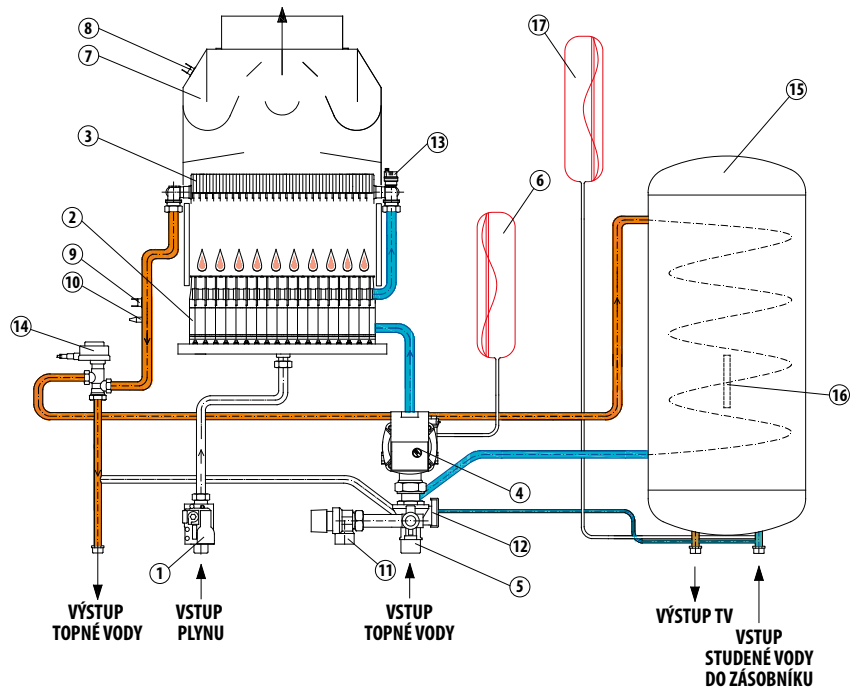 8
17
7
15
3
13
6
2
9
10
14
16
4
12
1
11
5
VÝSTUP
TOPNÉ VODY
VSTUP
PLYNU
VSTUP
TOPNÉ VODY
VÝSTUP TV
VSTUP
STUDENÉ VODY
DO ZÁSOBNÍKU